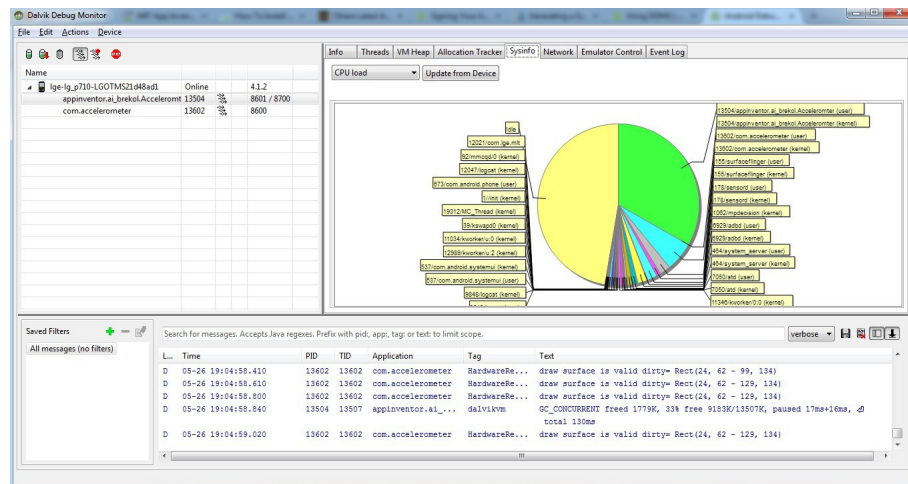 Dalvik Debug Monitor
File Edit Actions Device
Name
lge-lg_p710-LGOTMS21d48ad1 Online 4.1.2
appinventor.ai_brekol.Acceleromt 13504 8601 / 8700
com.accelerometer 13602 8600
Info Threads VM Heap Allocation Tracker Sysinfo Network Emulator Control Event Log
CPU load Update from Device
Idle
12021/com.lge.mlt
92/mmcqd/0 (kernel)
12047/logcat (kernel)
673/com.android.phone (user)
1//init (kernel)
19312/MC_Thread (kernel)
39/kswapd0 (kernel)
11034/kworker/u:0 (kernel)
12989/kworker/u:2 (kernel)
537/com.android.systemui (kernel)
537/com.android.systemui (user)
9848/logcat (kernel)
13504/appinventor.ai_brekol.Acceleromter (user)
13504/appinventor.ai_brekol.Acceleromter (kernel)
13602/com.accelerometer (user)
13602/com.accelerometer (kernel)
155/surfaceflinger (user)
155/surfaceflinger (kernel)
178/sensord (user)
178/sensord (kernel)
1062/mpdecision (kernel)
6929/adbd (user)
6929/adbd (kernel)
464/system_server (user)
464/system_server (kernel)
7050/atd (user)
7050/atd (kernel)
11346/kworker/0:0 (kernel)
Saved Filters
All messages (no filters)
Search for messages. Accepts Java regexes. Prefix with pid:, app:, tag: or text: to limit scope.
verbose
L... Time PID TID Application Tag Text
D 05-26 19:04:58.410 13602 13602 com.accelerometer HardwareRe... draw surface is valid dirty= Rect(24, 62 - 99, 134)
D 05-26 19:04:58.610 13602 13602 com.accelerometer HardwareRe... draw surface is valid dirty= Rect(24, 62 - 129, 134)
D 05-26 19:04:58.800 13602 13602 com.accelerometer HardwareRe... draw surface is valid dirty= Rect(24, 62 - 129, 134)
D 05-26 19:04:58.840 13504 13507 appinventor.ai_... dalvikvm GC_CONCURRENT freed 1779K, 33% free 9183K/13507K, paused 17ms+16ms,
total 130ms
D 05-26 19:04:59.020 13602 13602 com.accelerometer HardwareRe... draw surface is valid dirty= Rect(24, 62 - 129, 134)